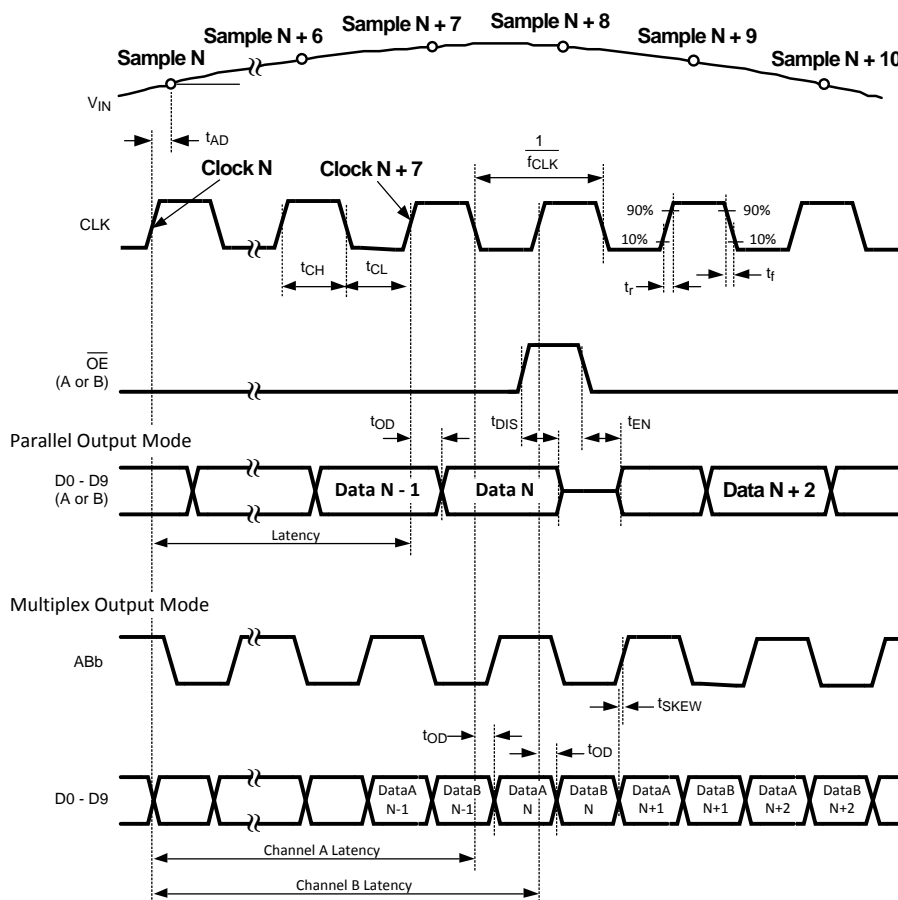 Sample N
Sample N + 6
Sample N + 7
Sample N + 8
Sample N + 9
Sample N + 10
VIN
tAD
1
fCLK
Clock N
Clock N + 7
CLK
90%
90%
10%
10%
tCH
tCL
tr
tf
OE
(A or B)
tOD
tDIS
tEN
Parallel Output Mode
D0 - D9
(A or B)
Data N - 1
Data N
Data N + 2
Latency
Multiplex Output Mode
ABb
tSKEW
tOD
tOD
D0 - D9
DataA
N-1
DataB
N-1
DataA
N
DataB
N
DataA
N+1
DataB
N+1
DataA
N+2
DataB
N+2
Channel A Latency
Channel B Latency